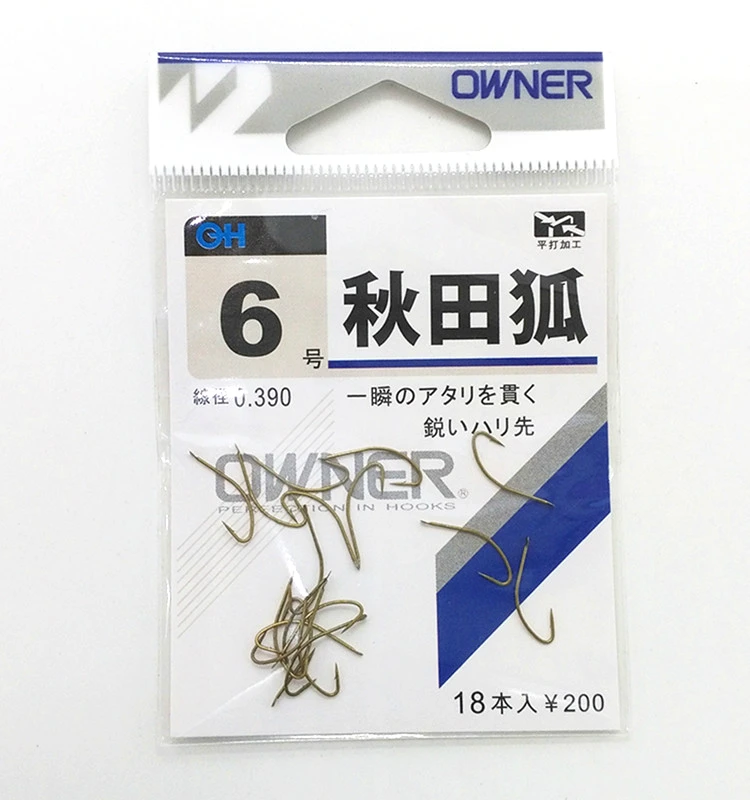 OWNER
OH
平打加工
6号
秋田狐
線径0.390
一瞬のアタリを貫く
鋭いハリ先
OWNER®
PERFECTION IN HOOKS
18本入¥200